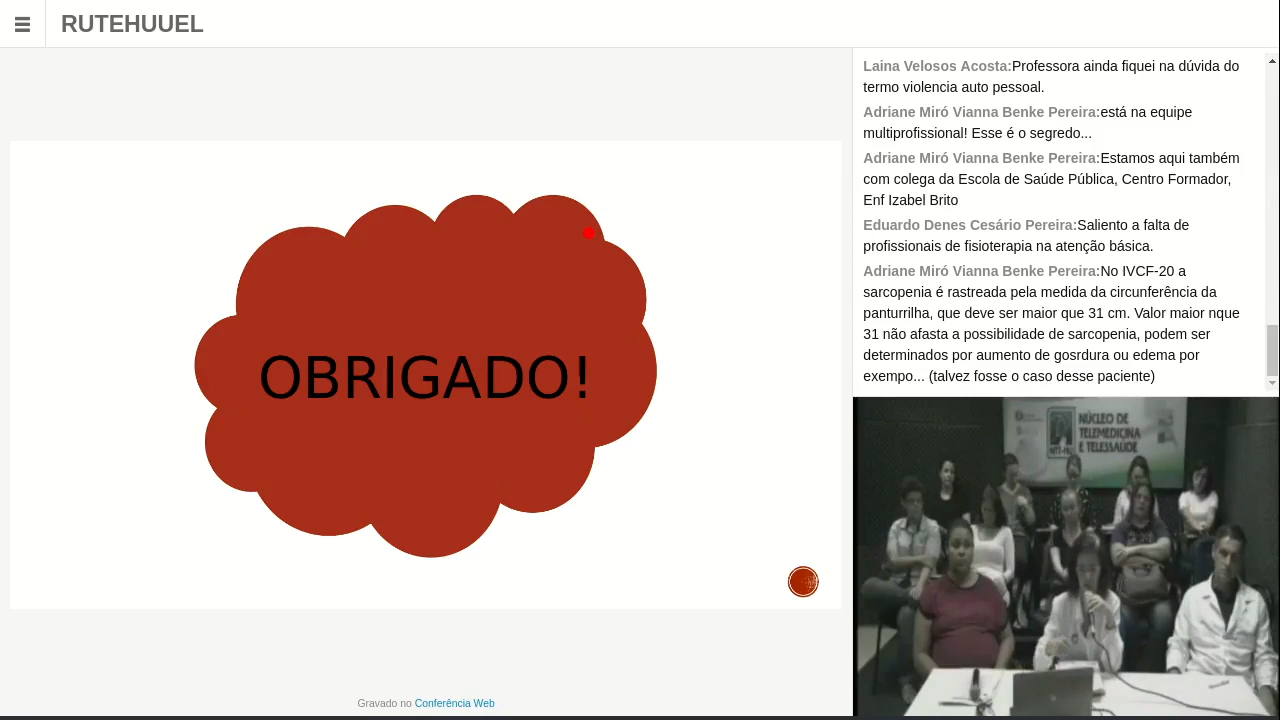 RUTEHUUEL
OBRIGADO!
Gravado no Conferência Web
Laina Velosos Acosta:Professora ainda fiquei na dúvida do
termo violencia auto pessoal.
Adriane Miró Vianna Benke Pereira:está na equipe
multiprofissional! Esse é o segredo...
Adriane Miró Vianna Benke Pereira:Estamos aqui também
com colega da Escola de Saúde Pública, Centro Formador,
Enf Izabel Brito
Eduardo Denes Cesário Pereira:Saliento a falta de
profissionais de fisioterapia na atenção básica.
Adriane Miró Vianna Benke Pereira:No IVCF-20 a
sarcopenia é rastreada pela medida da circunferência da
panturrilha, que deve ser maior que 31 cm. Valor maior nque
31 não afasta a possibilidade de sarcopenia, podem ser
determinados por aumento de gosrdura ou edema por
exempo... (talvez fosse o caso desse paciente)
NÚCLEO DE
TELEMEDICINA
E TELESSAÚDE